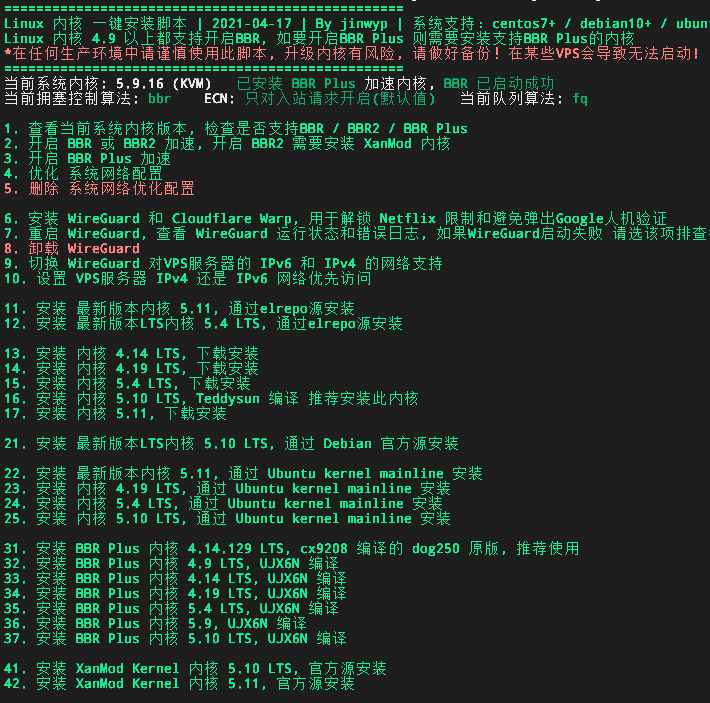 ==================================================
Linux 内核 一键安装脚本 | 2021-04-17 | By jinwyp | 系统支持：centos7+ / debian10+ / ubun
Linux 内核 4.9 以上都支持开启BBR, 如要开启BBR Plus 则需要安装支持BBR Plus的内核
*在任何生产环境中请谨慎使用此脚本, 升级内核有风险, 请做好备份！在某些VPS会导致无法启动!
==================================================
当前系统内核: 5.9.16 (KVM) 已安装 BBR Plus 加速内核, BBR 已启动成功
当前拥塞控制算法: bbr ECN: 只对入站请求开启(默认值) 当前队列算法: fq
1. 查看当前系统内核版本, 检查是否支持BBR / BBR2 / BBR Plus
2. 开启 BBR 或 BBR2 加速, 开启 BBR2 需要安装 XanMod 内核
3. 开启 BBR Plus 加速
4. 优化 系统网络配置
5. 删除 系统网络优化配置
6. 安装 WireGuard 和 Cloudflare Warp, 用于解锁 Netflix 限制和避免弹出Google人机验证
7. 重启 WireGuard, 查看 WireGuard 运行状态和错误日志, 如果WireGuard启动失败 请选该项排查
8. 卸载 WireGuard
9. 切换 WireGuard 对VPS服务器的 IPv6 和 IPv4 的网络支持
10. 设置 VPS服务器 IPv4 还是 IPv6 网络优先访问
11. 安装 最新版本内核 5.11, 通过elrepo源安装
12. 安装 最新版本LTS内核 5.4 LTS, 通过elrepo源安装
13. 安装 内核 4.14 LTS, 下载安装
14. 安装 内核 4.19 LTS, 下载安装
15. 安装 内核 5.4 LTS, 下载安装
16. 安装 内核 5.10 LTS, Teddysun 编译 推荐安装此内核
17. 安装 内核 5.11, 下载安装
21. 安装 最新版本LTS内核 5.10 LTS, 通过 Debian 官方源安装
22. 安装 最新版本内核 5.11, 通过 Ubuntu kernel mainline 安装
23. 安装 内核 4.19 LTS, 通过 Ubuntu kernel mainline 安装
24. 安装 内核 5.4 LTS, 通过 Ubuntu kernel mainline 安装
25. 安装 内核 5.10 LTS, 通过 Ubuntu kernel mainline 安装
31. 安装 BBR Plus 内核 4.14.129 LTS, cx9208 编译的 dog250 原版, 推荐使用
32. 安装 BBR Plus 内核 4.9 LTS, UJX6N 编译
33. 安装 BBR Plus 内核 4.14 LTS, UJX6N 编译
34. 安装 BBR Plus 内核 4.19 LTS, UJX6N 编译
35. 安装 BBR Plus 内核 5.4 LTS, UJX6N 编译
36. 安装 BBR Plus 内核 5.9, UJX6N 编译
37. 安装 BBR Plus 内核 5.10 LTS, UJX6N 编译
41. 安装 XanMod Kernel 内核 5.10 LTS, 官方源安装
42. 安装 XanMod Kernel 内核 5.11, 官方源安装